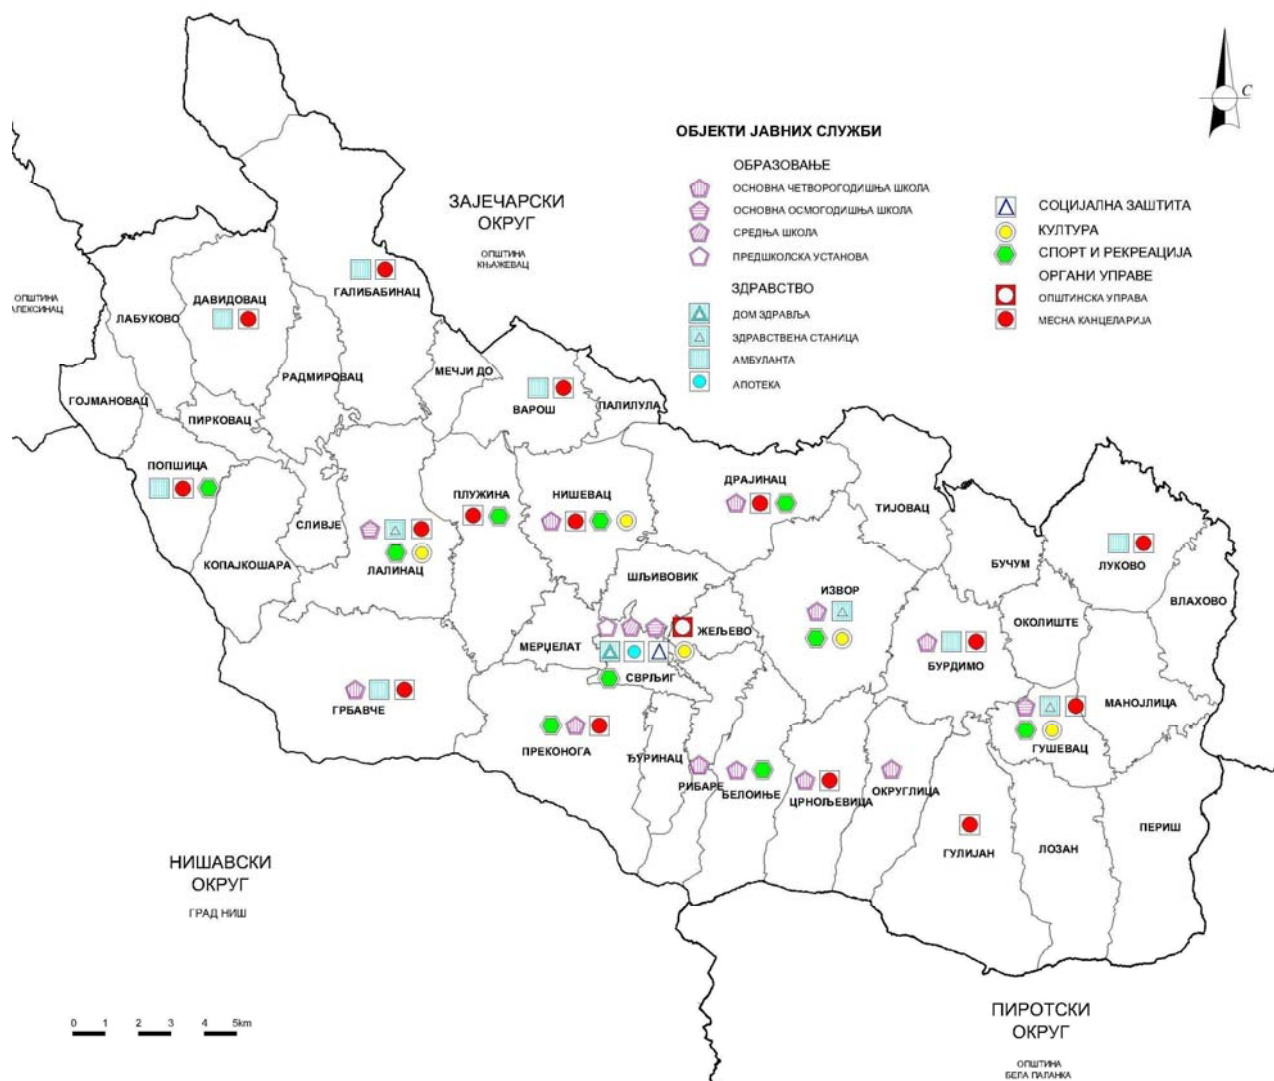 С
ОБЈЕКТИ ЈАВНИХ СЛУЖБИ
ОБРАЗОВАЊЕ
ОСНОВНА ЧЕТВОРОГОДИШЊА ШКОЛА
ОСНОВНА ОСМОГОДИШЊА ШКОЛА
СРЕДЊА ШКОЛА
ПРЕДШКОЛСКА УСТАНОВА
ЗДРАВСТВО
ДОМ ЗДРАВЉА
ЗДРАВСТВЕНА СТАНИЦА
АМБУЛАНТА
АПОТЕКА
СОЦИЈАЛНА ЗАШТИТА
КУЛТУРА
СПОРТ И РЕКРЕАЦИЈА
ОРГАНИ УПРАВЕ
ОПШТИНСКА УПРАВА
МЕСНА КАНЦЕЛАРИЈА
ЗАЈЕЧАРСКИ
ОКРУГ
ОПШТИНА
КЊАЖЕВАЦ
ОПШТИНА
ЛЕКСИНАЦ
ГАЛИБАБИНАЦ
ДАВИДОВАЦ
ЛАБУКОВО
РАДМИРОВАЦ
МЕЧЈИ ДО
ГОЈМАНОВАЦ
ПИРКОВАЦ
ВАРОШ
ПАЛИЛУЛА
ПОПШИЦА
ПЛУЖИНА
НИШЕВАЦ
ДРАЈИНАЦ
ТИЈОВАЦ
СЛИВЈЕ
КОПАЈКОШАРА
ЛАЛИНАЦ
ШЉИВОВИК
ИЗВОР
БУЧУМ
ЛУКОВО
ВЛАХОВО
ОКОЛИШТЕ
ЖЕЉЕВО
МЕРЏЕЛАТ
СВРЉИГ
БУРДИМО
МАНОЈЛИЦА
ГРБАВЧЕ
ПРЕКОНОГА
ЂУРИНАЦ
РИБАРЕ
БЕЛОИЊЕ
ЦРНОЉЕВИЦА
ОКРУГЛИЦА
ГУШЕВАЦ
ГУЛИЈАН
ЛОЗАН
ПЕРИШ
НИШАВСКИ
ОКРУГ
ГРАД НИШ
ПИРОТСКИ
ОКРУГ
ОПШТИНА
БЕЛА ПАЛАНКА
0 1 2 3 4 5km